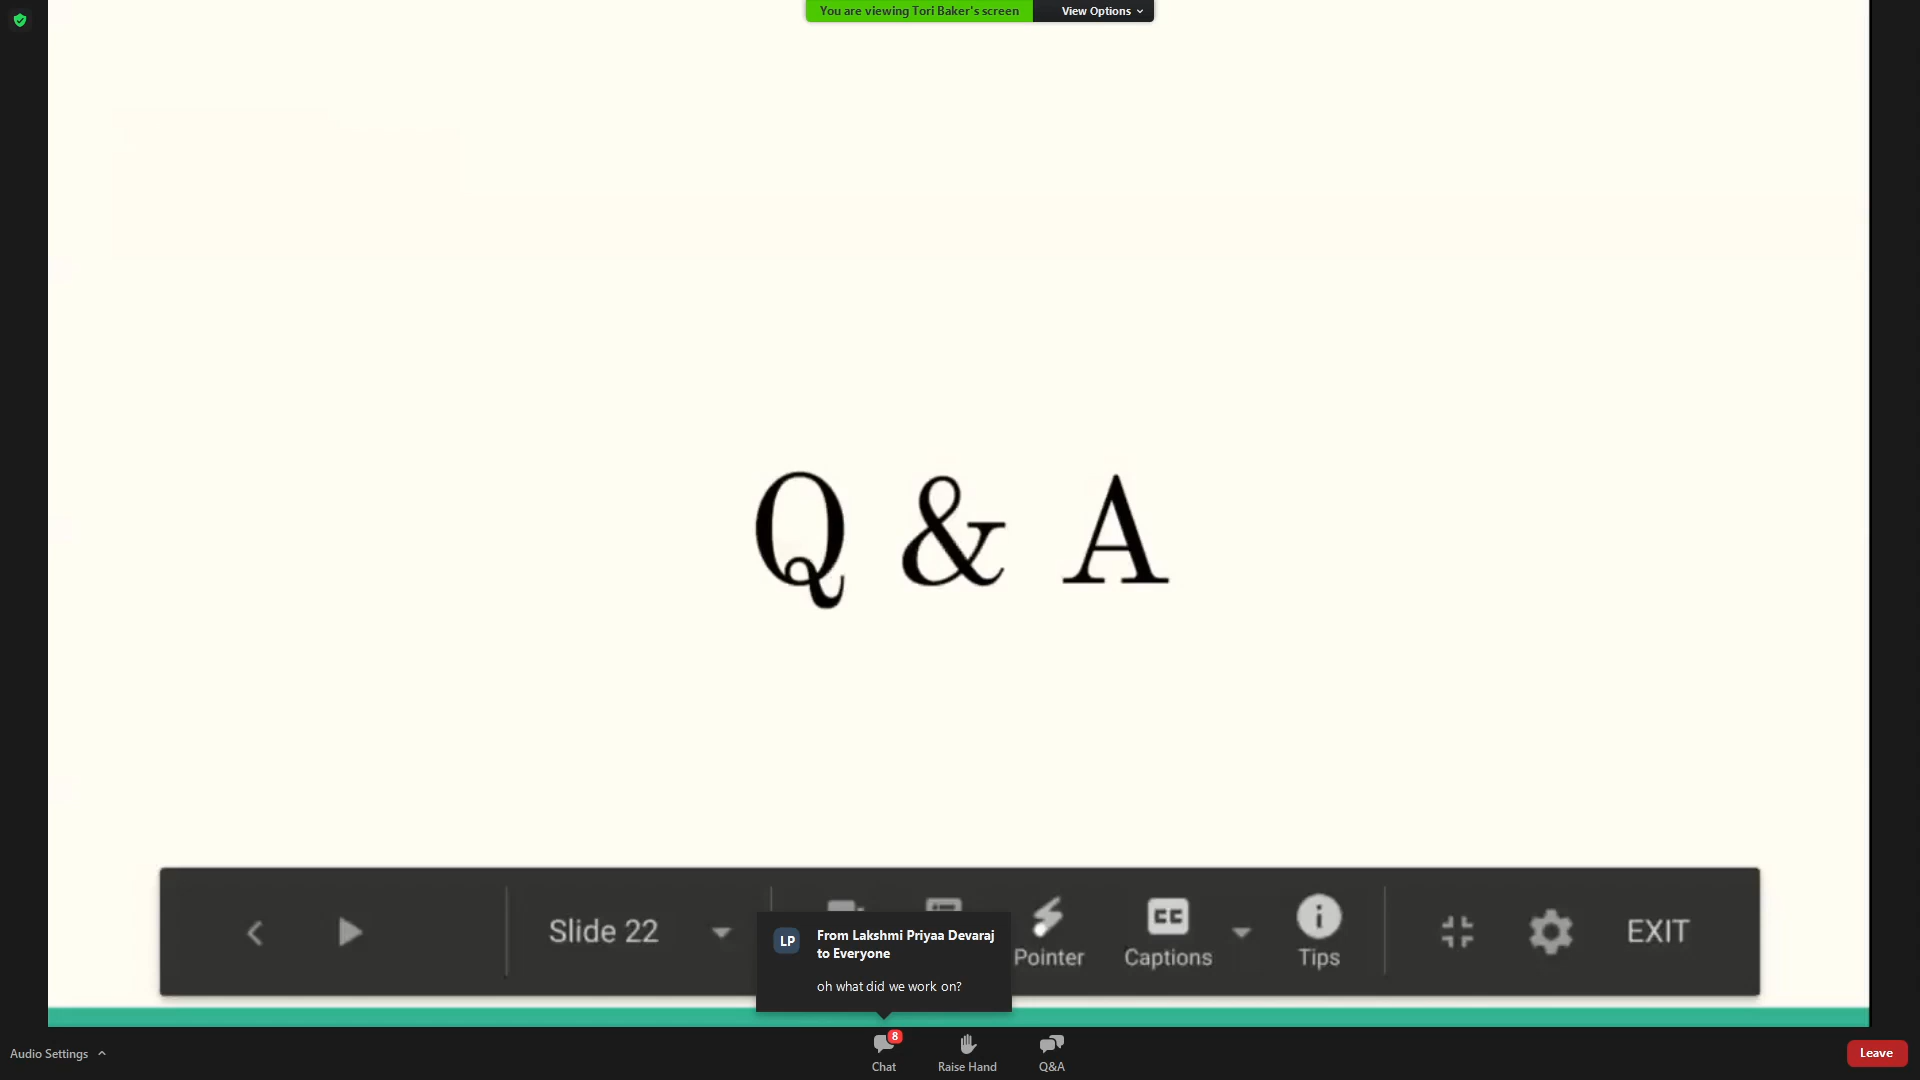 You are viewing Tori Baker's screen
View Options
Q & A
Slide 22
Pointer
Captions
Tips
EXIT
LP
From Lakshmi Priyaa Devaraj
to Everyone
oh what did we work on?
Audio Settings
8
Chat
Raise Hand
Q&A
Leave